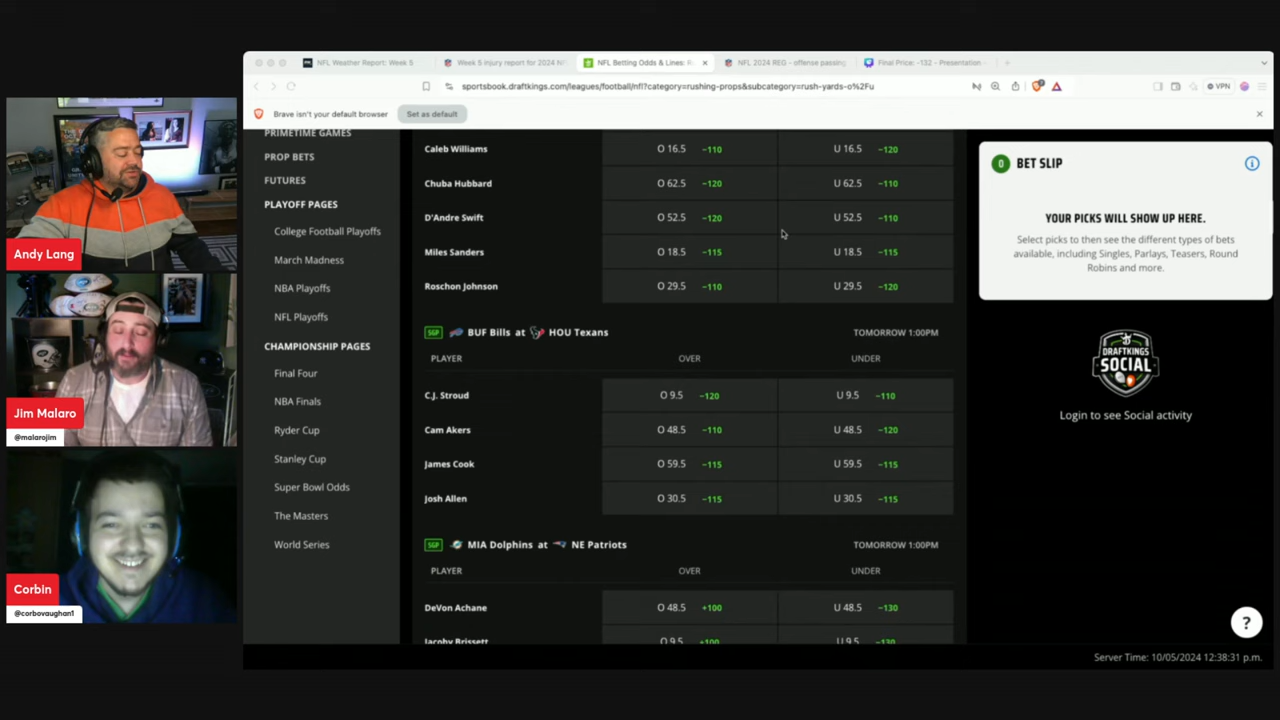 NFL Weather Report: Week 5
Week 5 injury report for 2024 N
NFL Betting Odds & Lines: R
NFL 2024 REG - offense passing
Final Price: -132 - Presentation -
sportsbook.draftkings.com/leagues/football/nfl?category=rushing-props&subcategory=rush-yards-o%2Fu
VPN
Brave isn't your default browser
Set as default
PRIMETIME GAMES
PROP BETS
FUTURES
PLAYOFF PAGES
College Football Playoffs
March Madness
NBA Playoffs
NFL Playoffs
CHAMPIONSHIP PAGES
Final Four
NBA Finals
Ryder Cup
Stanley Cup
Super Bowl Odds
The Masters
World Series
Caleb Williams O 16.5 −110 U 16.5 −120
Chuba Hubbard O 62.5 −120 U 62.5 −110
D'Andre Swift O 52.5 −120 U 52.5 −110
Miles Sanders O 18.5 −115 U 18.5 −115
Roschon Johnson O 29.5 −110 U 29.5 −120
SGP BUF Bills at HOU Texans TOMORROW 1:00PM
PLAYER OVER UNDER
C.J. Stroud O 9.5 −120 U 9.5 −110
Cam Akers O 48.5 −110 U 48.5 −120
James Cook O 59.5 −115 U 59.5 −115
Josh Allen O 30.5 −115 U 30.5 −115
SGP MIA Dolphins at NE Patriots TOMORROW 1:00PM
PLAYER OVER UNDER
DeVon Achane O 48.5 +100 U 48.5 −130
Jacoby Brissett O 9.5 +100 U 9.5 −130
0 BET SLIP
YOUR PICKS WILL SHOW UP HERE.
Select picks to then see the different types of bets
available, including Singles, Parlays, Teasers, Round
Robins and more.
DRAFTKINGS
SOCIAL
Login to see Social activity
?
Server Time: 10/05/2024 12:38:31 p.m.
Andy Lang
Jim Malaro
@malarojim
Corbin
@corbovaughan1